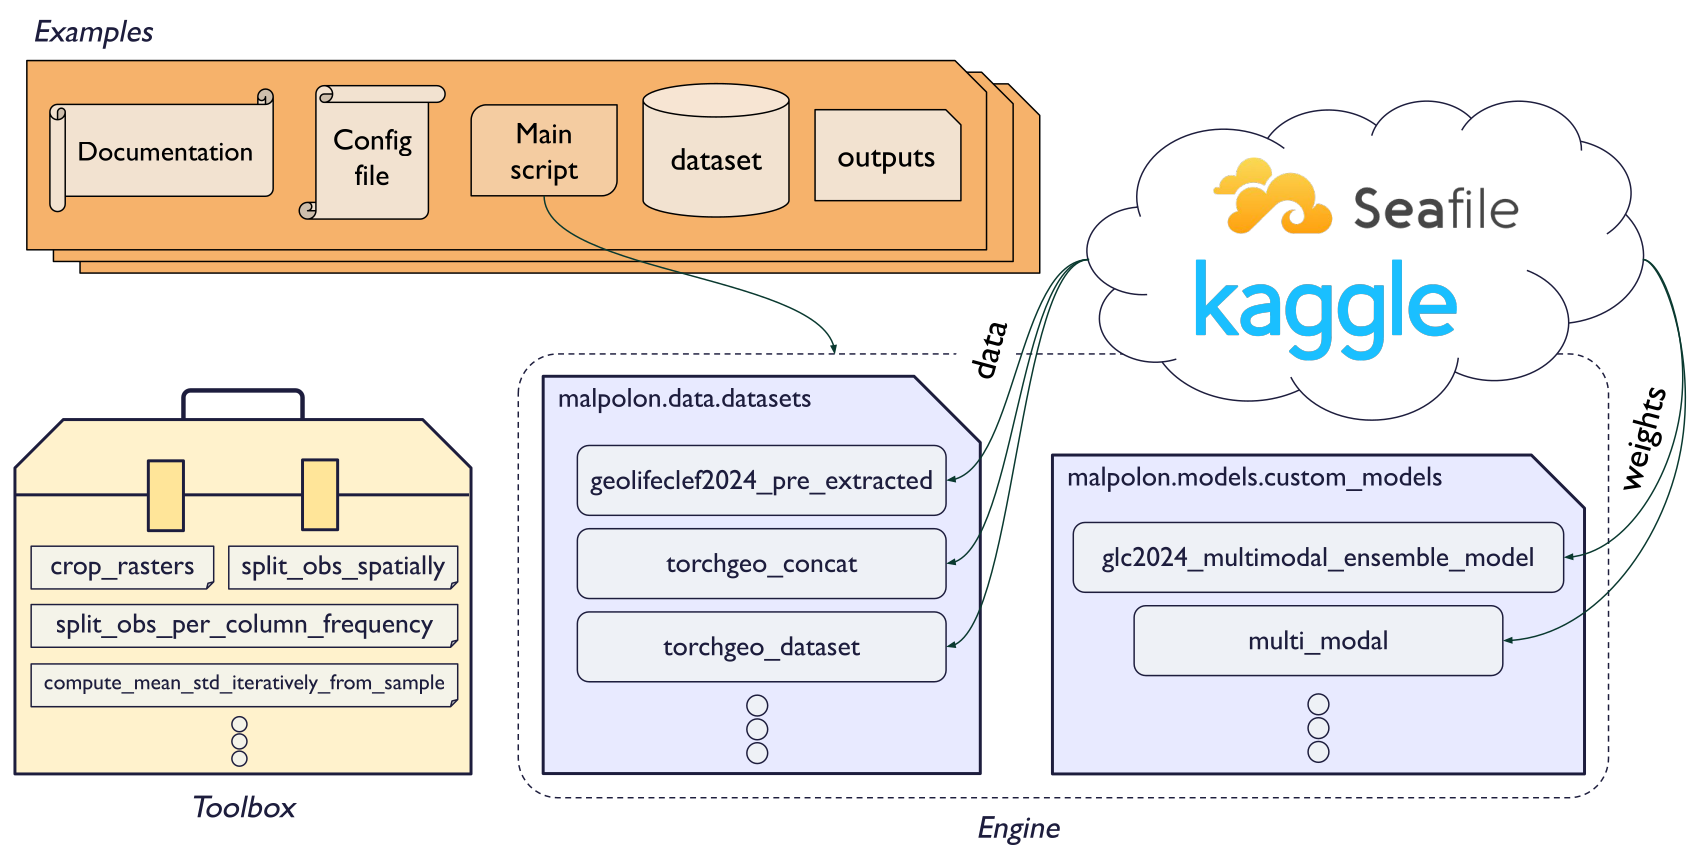 Examples
Documentation
Config
file
Main
script
dataset
outputs
Seafile
kaggle
data
weights
malpolon.data.datasets
geolifeclef2024_pre_extracted
torchgeo_concat
torchgeo_dataset
malpolon.models.custom_models
glc2024_multimodal_ensemble_model
multi_modal
Engine
crop_rasters
split_obs_spatially
split_obs_per_column_frequency
compute_mean_std_iteratively_from_sample
Toolbox